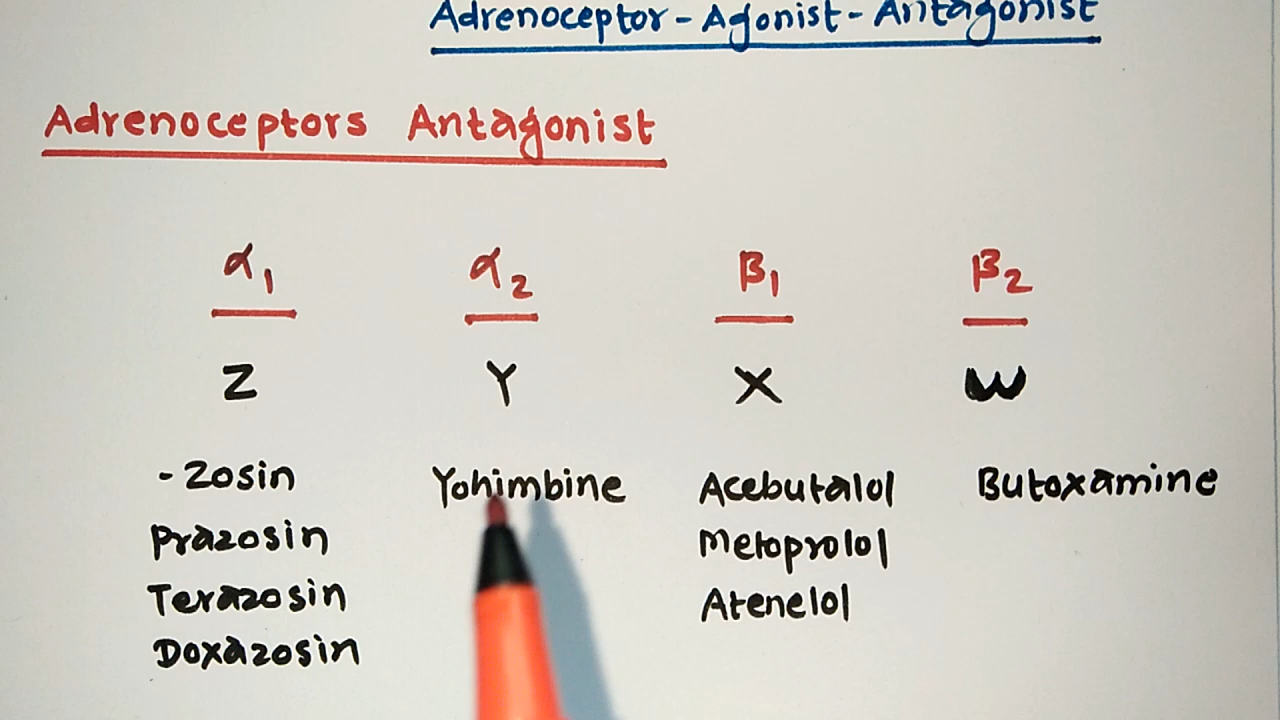 Adrenoceptor - Agonist - Antagonist
Adrenoceptors Antagonist
α1 α2 β1 β2
Z Y X W
- Zosin Yohimbine Acebutalol Butoxamine
Prazosin Metoprolol
Terazosin Atenelol
Doxazosin